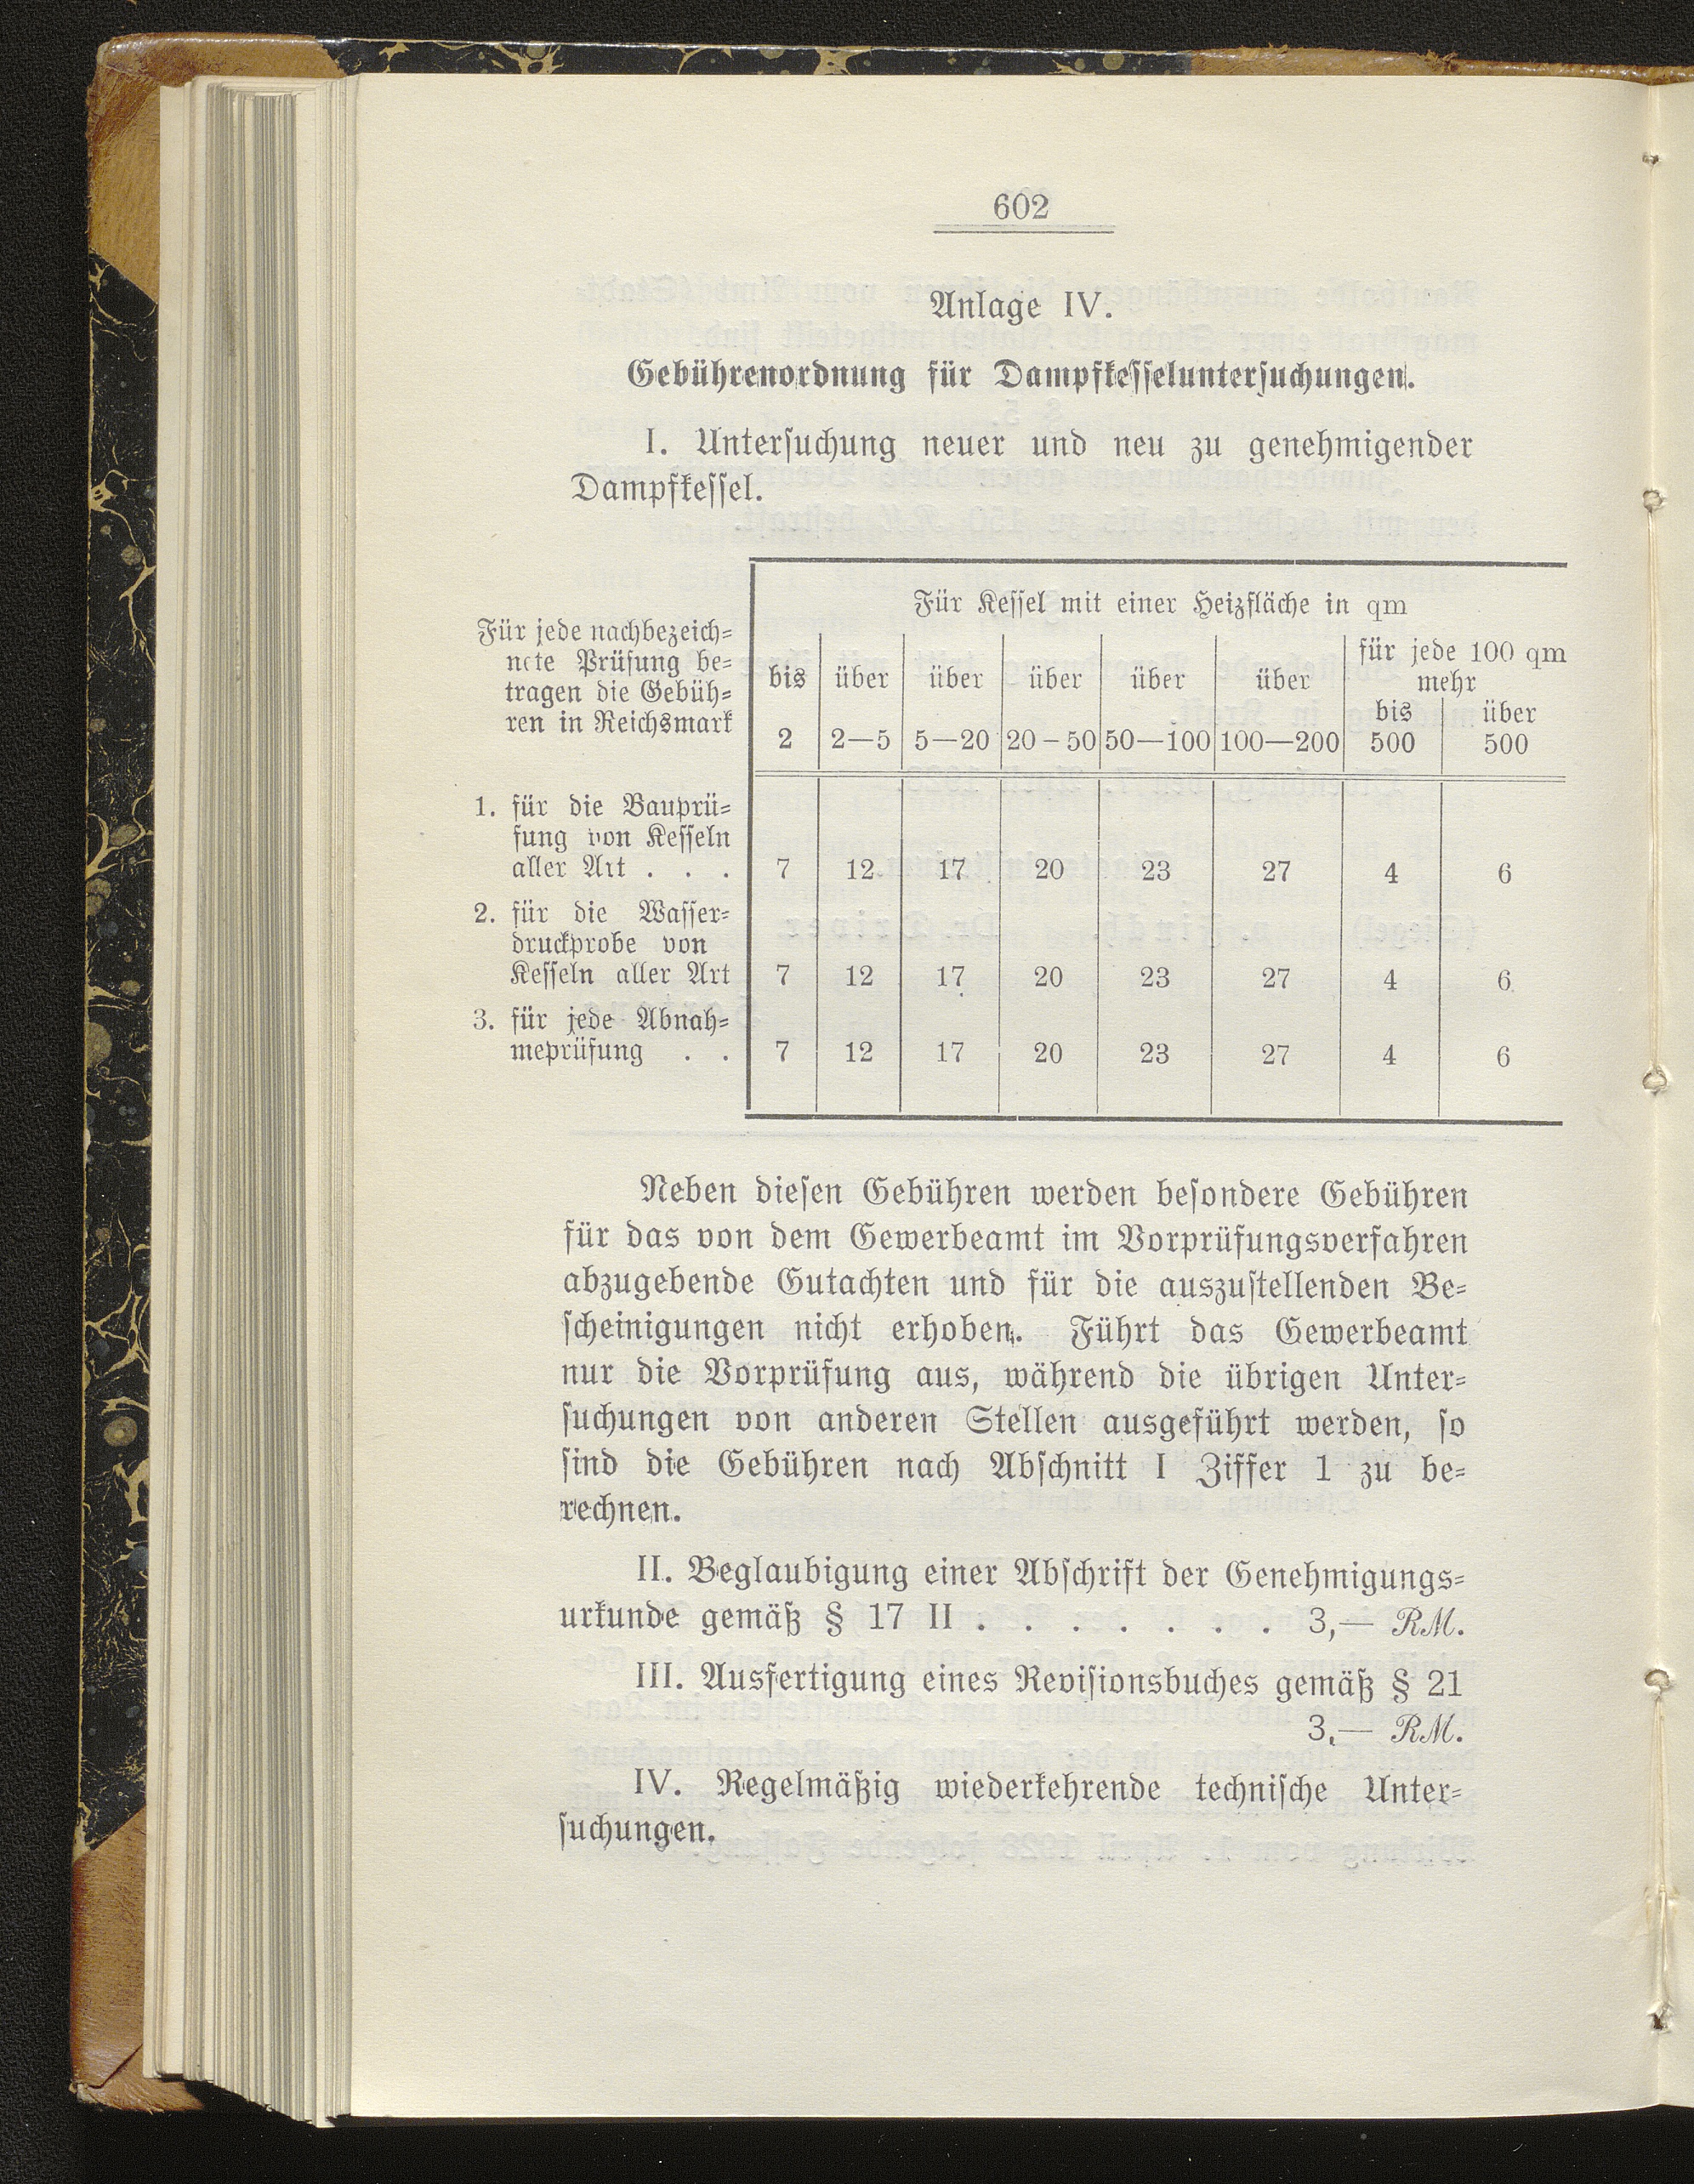 602
Anlage IV.
Gebührenordnung für Dampfkesseluntersuchungen.
I. Untersuchung neuer und neu zu genehmigender
Dampfkessel.
Für jede nachbezeich-
nete Prüfung be-
tragen die Gebüh-
ren in Reichsmark
Für Kessel mit einer Heizfläche in qm
für jede 100 qm
bis über über über über über mehr
bis über
2 2—5 5—20 20–50 50—100 100—200 500 500
1. für die Bauprü-
fung von Kesseln
aller Art . . . 7 12 17 20 23 27 4 6
2. für die Wasser-
druckprobe von
Kesseln aller Art 7 12 17 20 23 27 4 6
3. für jede Abnah-
meprüfung . . 7 12 17 20 23 27 4 6
Neben diesen Gebühren werden besondere Gebühren
für das von dem Gewerbeamt im Vorprüfungsverfahren
abzugebende Gutachten und für die auszustellenden Be-
scheinigungen nicht erhoben. Führt das Gewerbeamt
nur die Vorprüfung aus, während die übrigen Unter-
suchungen von anderen Stellen ausgeführt werden, so
sind die Gebühren nach Abschnitt I Ziffer 1 zu be-
rechnen.
II. Beglaubigung einer Abschrift der Genehmigungs-
urkunde gemäß § 17 II . . . . . . . 3,— RM.
III. Ausfertigung eines Revisionsbuches gemäß § 21
3,— RM.
IV. Regelmäßig wiederkehrende technische Unter-
suchungen.